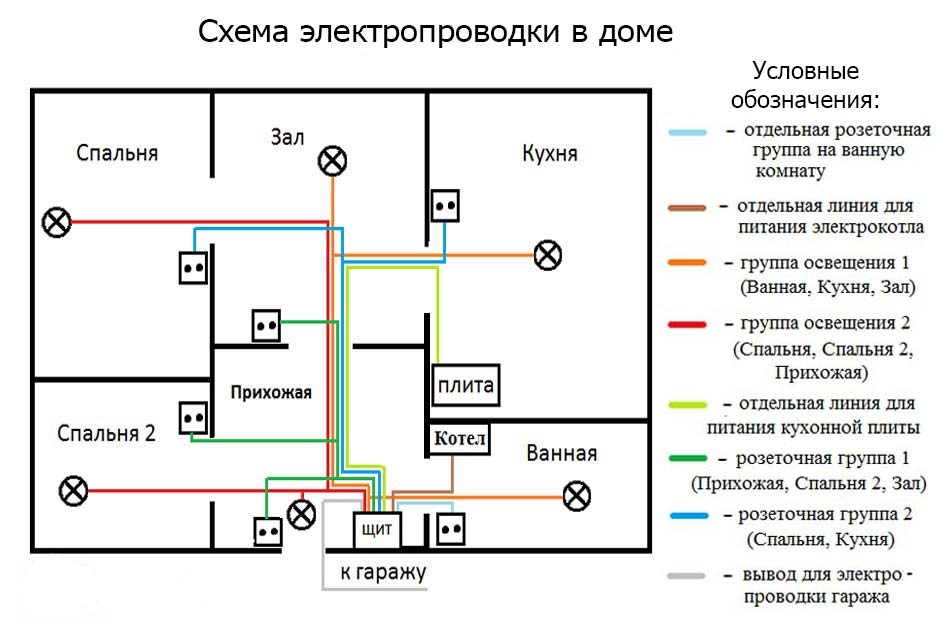 Схема электропроводки в доме
Условные
обозначения:
Спальня
Зал
Кухня
Прихожая
плита
Котел
Спальня 2
Ванная
щит
к гаражу
– отдельная розеточная
группа на ванную
комнату
– отдельная линия для
питания электрокотла
– группа освещения 1
(Ванная, Кухня, Зал)
– группа освещения 2
(Спальня, Спальня 2,
Прихожая)
– отдельная линия для
питания кухонной плиты
– розеточная группа 1
(Прихожая, Спальня 2, Зал)
– розеточная группа 2
(Спальня, Кухня)
– вывод для электро -
проводки гаража